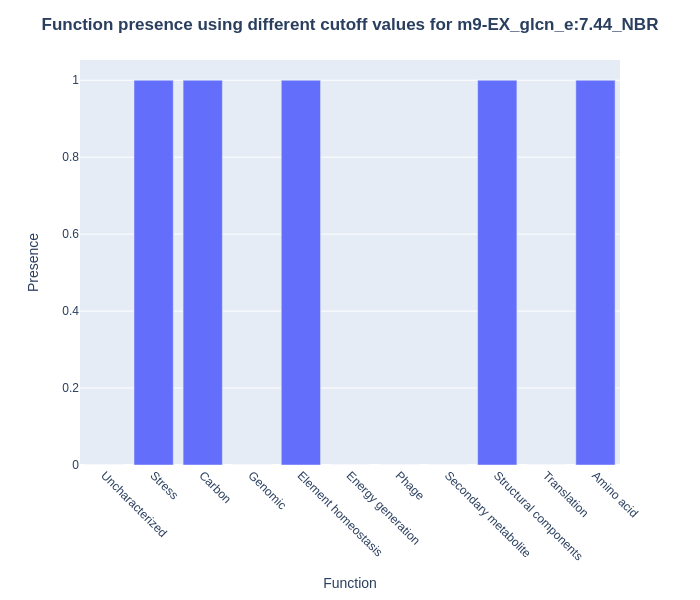 Function presence using different cutoff values for m9-EX_glcn_e:7.44_NBR
1
0.8
0.6
0.4
0.2
0
Presence
Uncharacterized
Stress
Carbon
Genomic
Element homeostasis
Energy generation
Phage
Secondary metabolite
Structural components
Translation
Amino acid
Function